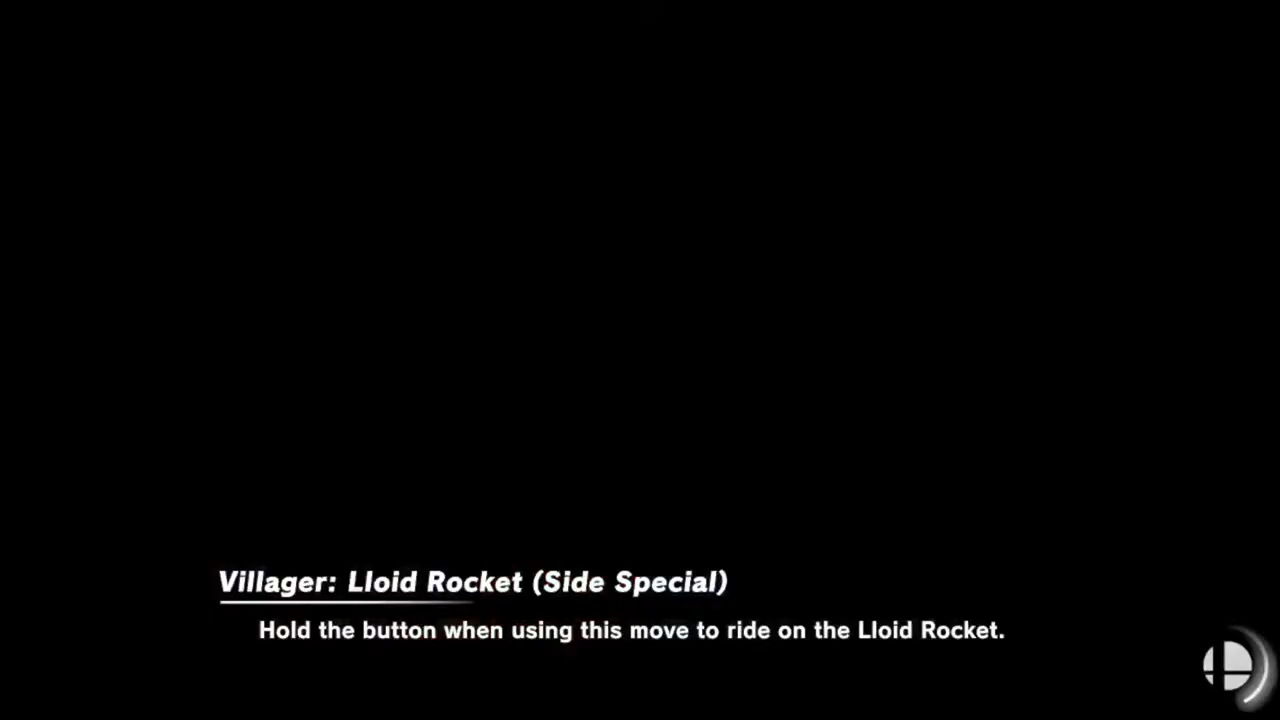 Villager: Lloid Rocket (Side Special)
Hold the button when using this move to ride on the Lloid Rocket.